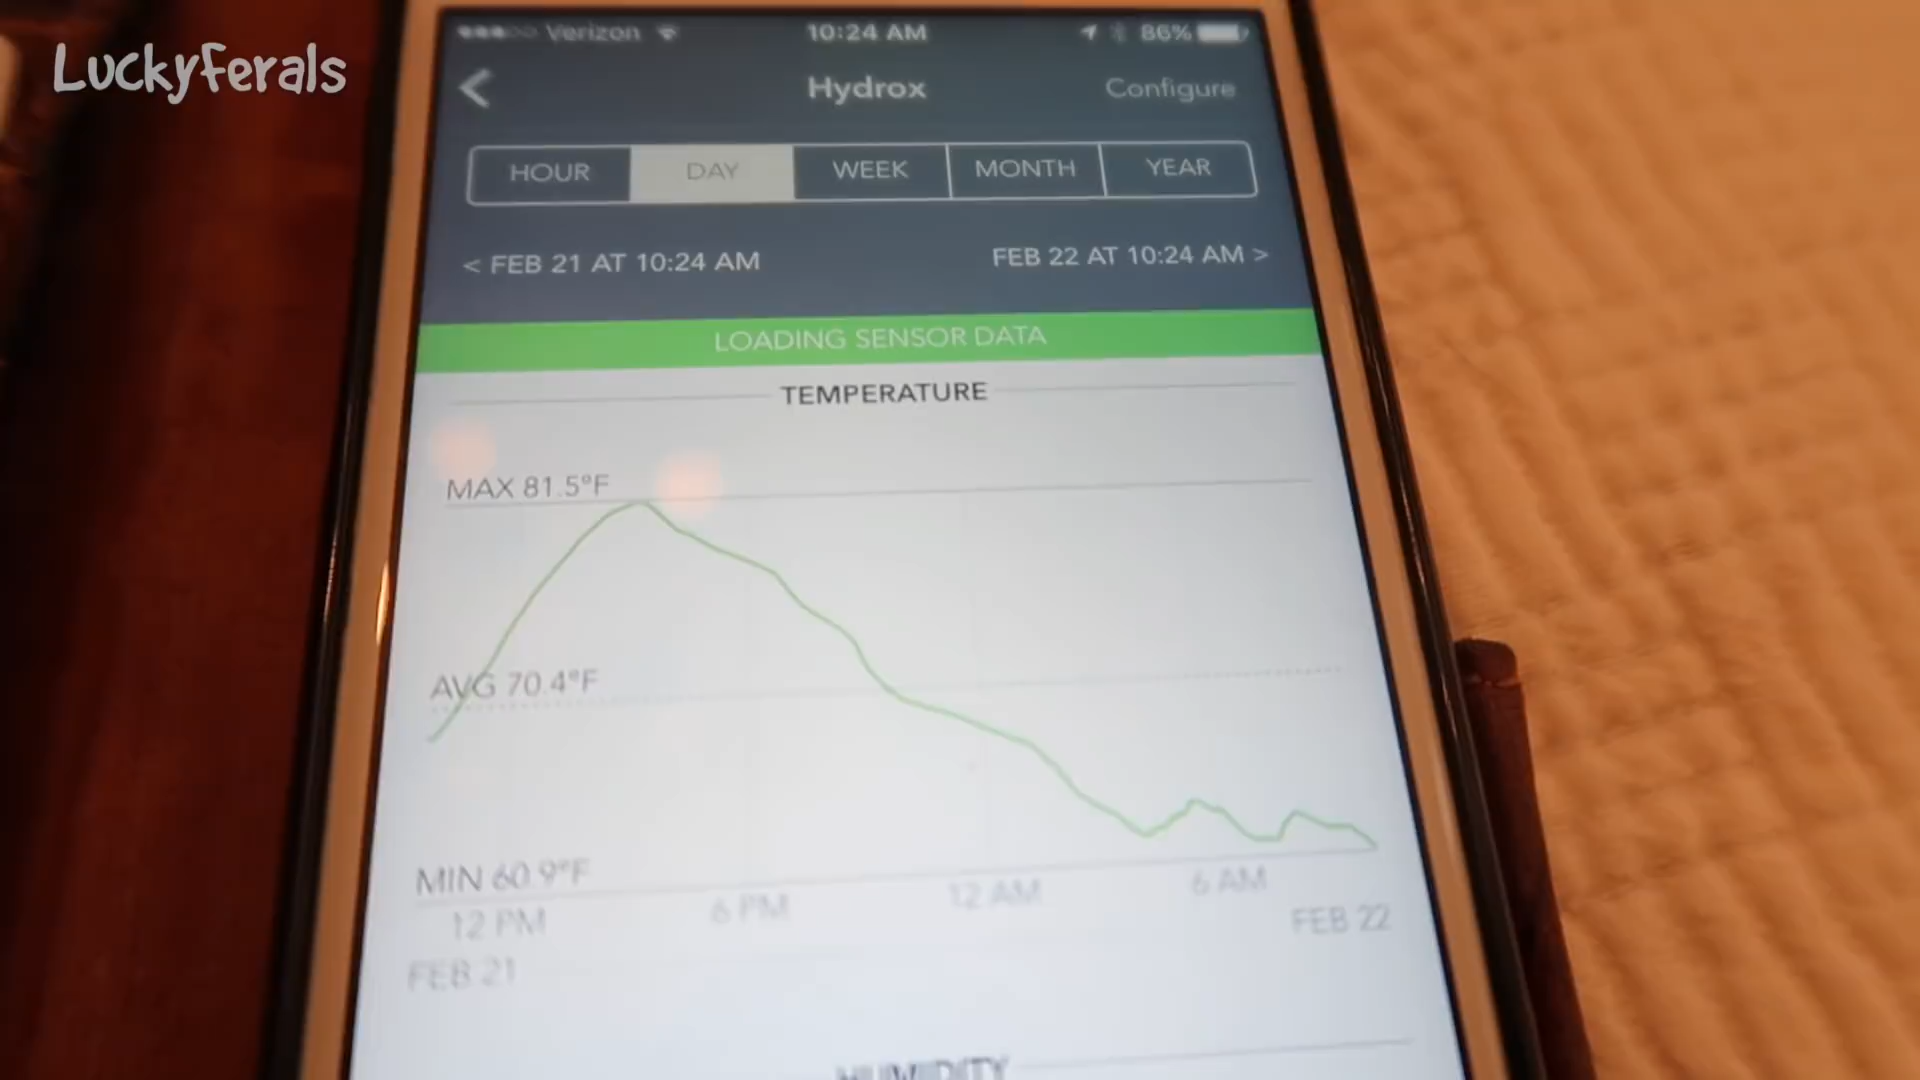 LuckyFerals
Verizon 10:24 AM 86%
< Hydrox Configure
HOUR DAY WEEK MONTH YEAR
< FEB 21 AT 10:24 AM FEB 22 AT 10:24 AM >
LOADING SENSOR DATA
TEMPERATURE
MAX 81.5°F
AVG 70.4°F
MIN 60.9°F
12 PM 6 PM 12 AM 6 AM
FEB 21 FEB 22
HUMIDITY